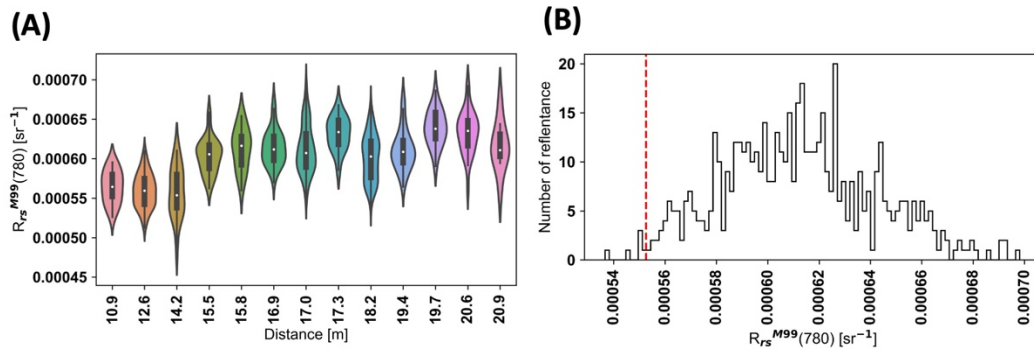 (A)
R_rs^M99(780) [sr^-1]
0.00070
0.00065
0.00060
0.00055
0.00050
0.00045
10.9 12.6 14.2 15.5 15.8 16.9 17.0 17.3 18.2 19.4 19.7 20.6 20.9
Distance [m]
(B)
Number of reflentance
20
15
10
5
0
0.00054 0.00056 0.00058 0.00060 0.00062 0.00064 0.00066 0.00068 0.00070
R_rs^M99(780) [sr^-1]